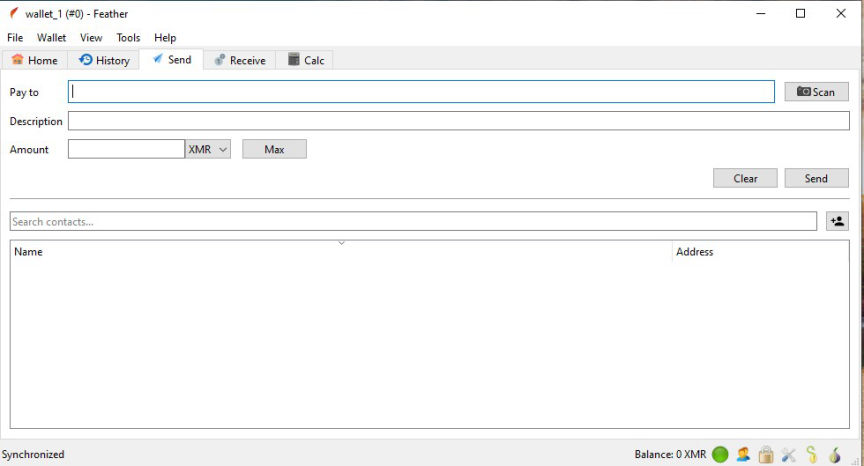 wallet_1 (#0) - Feather
File Wallet View Tools Help
Home History Send Receive Calc
Pay to Scan
Description
Amount XMR Max
Clear Send
Search contacts...
Name Address
Synchronized Balance: 0 XMR